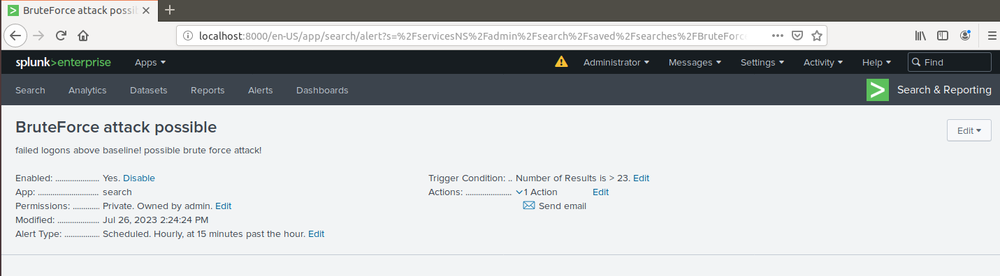 BruteForce attack possib
localhost:8000/en-US/app/search/alert?s=%2FservicesNS%2Fadmin%2Fsearch%2Fsaved%2Fsearches%2FBruteForce
splunk>enterprise Apps Administrator Messages Settings Activity Help Find
Search Analytics Datasets Reports Alerts Dashboards > Search & Reporting
BruteForce attack possible Edit
failed logons above baseline! possible brute force attack!
Enabled: ..................... Yes. Disable Trigger Condition: .. Number of Results is > 23. Edit
App: ............................. search Actions: ...................... 1 Action Edit
Permissions: ............. Private. Owned by admin. Edit Send email
Modified: .................... Jul 26, 2023 2:24:24 PM
Alert Type: ................. Scheduled. Hourly, at 15 minutes past the hour. Edit